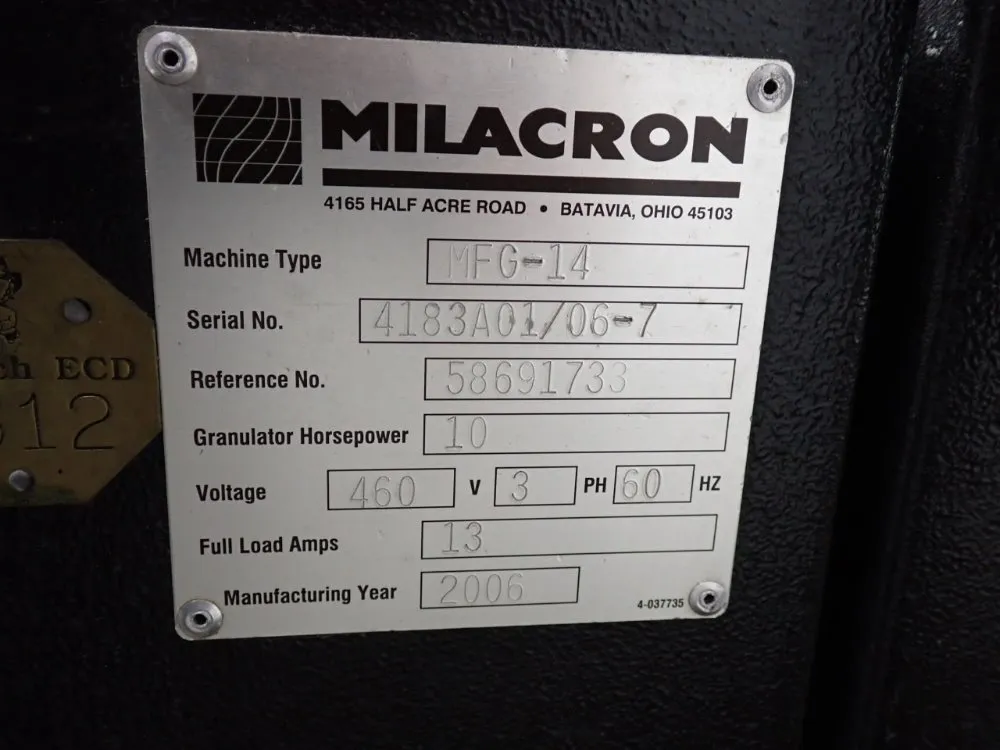 MILACRON
4165 HALF ACRE ROAD • BATAVIA, OHIO 45103
Machine Type MFG-14
Serial No. 4183A01/06-7
Reference No. 58691733
Granulator Horsepower 10
Voltage 460 V 3 PH 60 HZ
Full Load Amps 13
Manufacturing Year 2006
4-037735
ECD
12